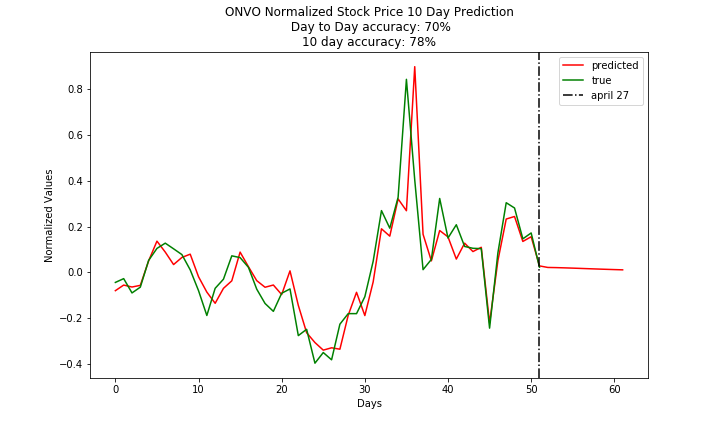 ONVO Normalized Stock Price 10 Day Prediction
Day to Day accuracy: 70%
10 day accuracy: 78%
predicted
true
april 27
Normalized Values
0.8
0.6
0.4
0.2
0.0
−0.2
−0.4
0 10 20 30 40 50 60
Days